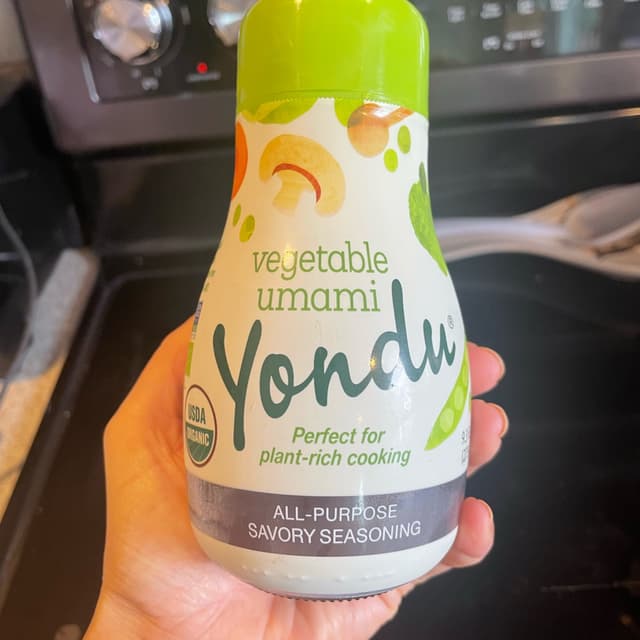 vegetable
umami
Yondu®
USDA
ORGANIC
Perfect for
plant-rich cooking
ALL-PURPOSE
SAVORY SEASONING